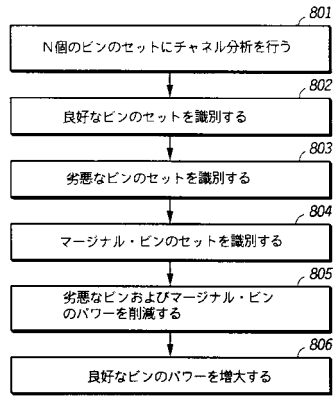 801
N個のビンのセットにチャネル分析を行う
802
良好なビンのセットを識別する
803
劣悪なビンのセットを識別する
804
マージナル・ビンのセットを識別する
805
劣悪なビンおよびマージナル・ビン
のパワーを削減する
806
良好なビンのパワーを増大する